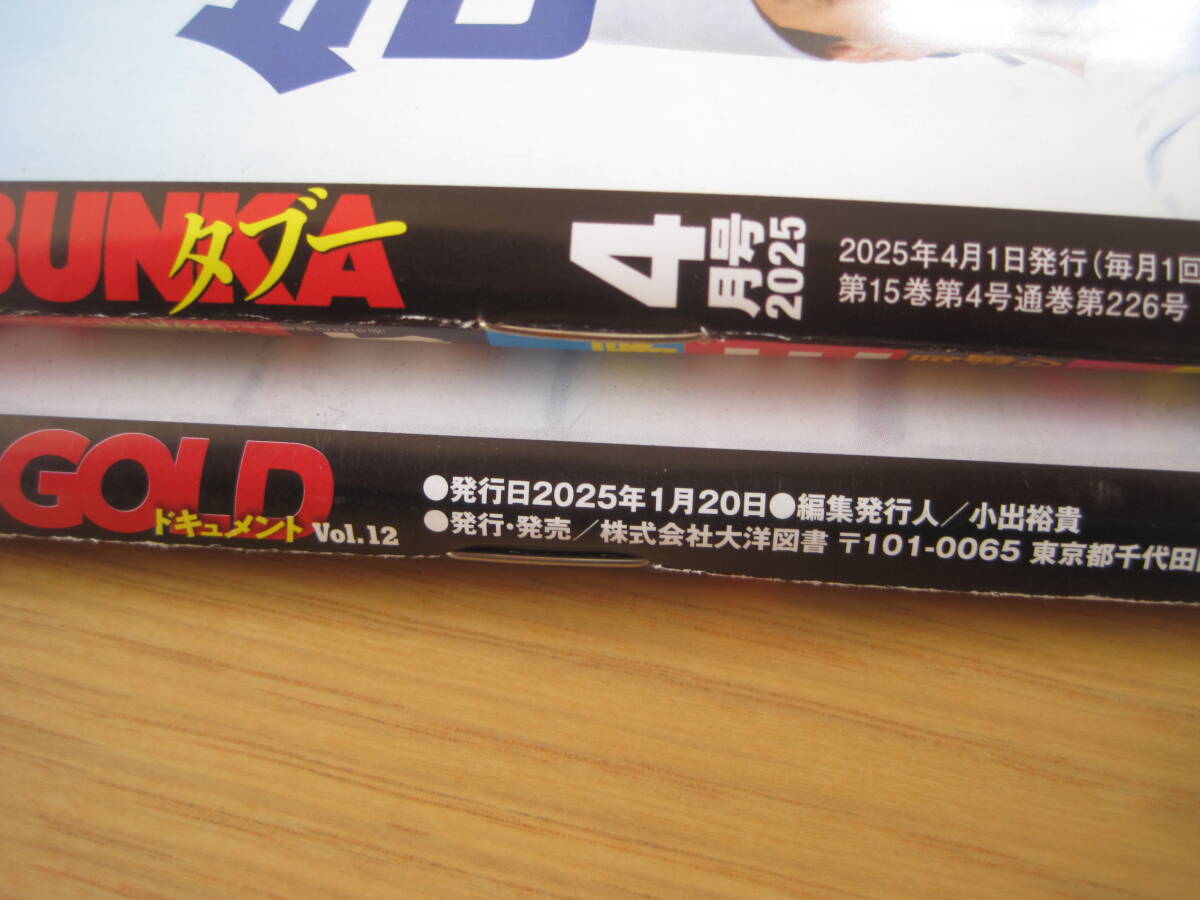 BUNKA
タブー
4
月号
2025
2025年4月1日発行(毎月1回
第15巻第4号通巻第226号
GOLD
ドキュメント Vol.12
●発行日2025年1月20日●編集発行人/小出裕貴
●発行・発売/株式会社大洋図書 〒101-0065 東京都千代田